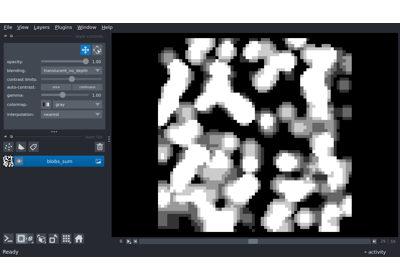 File View Layers Plugins Window Help
opacity: 1.00
blending: translucent_no_depth
contrast limits:
auto-contrast: once continuous
gamma: 1.00
colormap: gray
interpolation: nearest
blobs_sum
Ready
activity